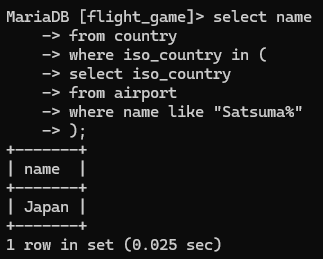 MariaDB [flight_game]> select name
    -> from country
    -> where iso_country in (
    -> select iso_country
    -> from airport
    -> where name like "Satsuma%"
    -> );
+-------+
| name  |
+-------+
| Japan |
+-------+
1 row in set (0.025 sec)